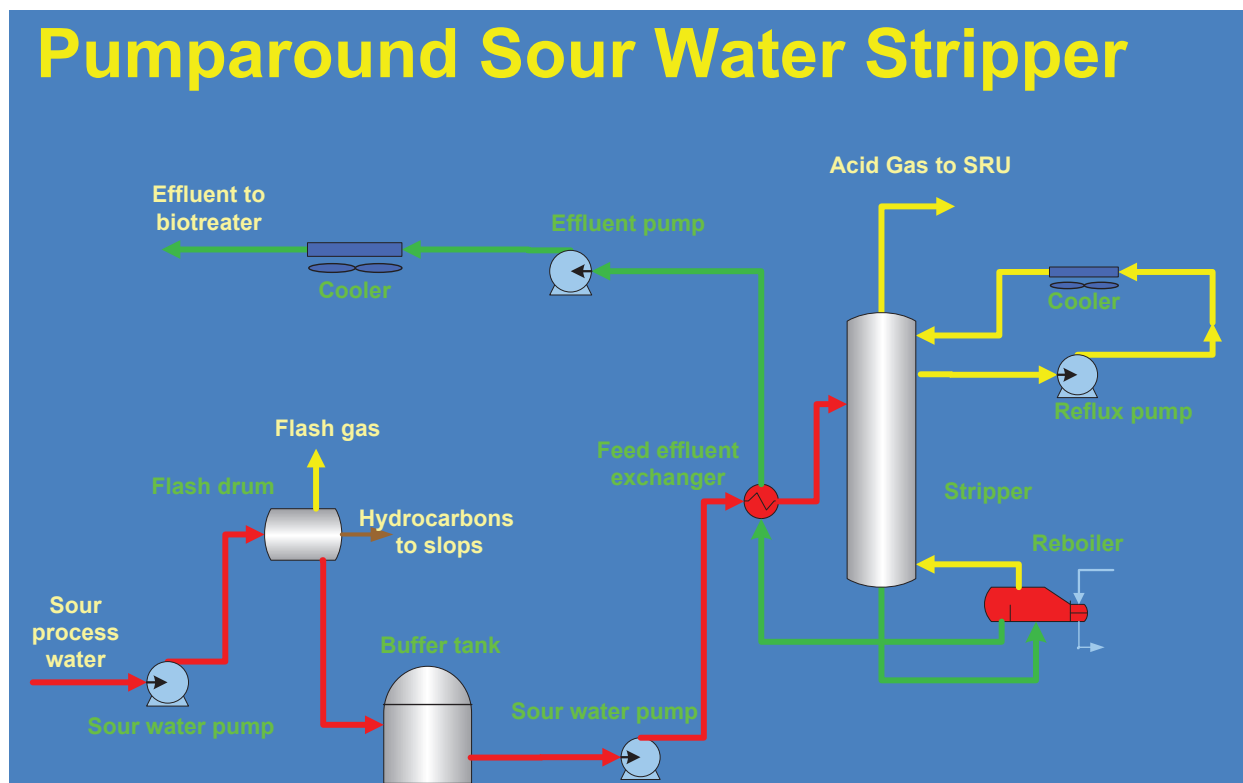 Pumparound Sour Water Stripper
Acid Gas to SRU
Effluent to
biotreater
Effluent pump
Cooler
Cooler
Reflux pump
Flash gas
Feed effluent
exchanger
Flash drum
Stripper
Hydrocarbons
to slops
Reboiler
Sour
process
water
Buffer tank
Sour water pump
Sour water pump